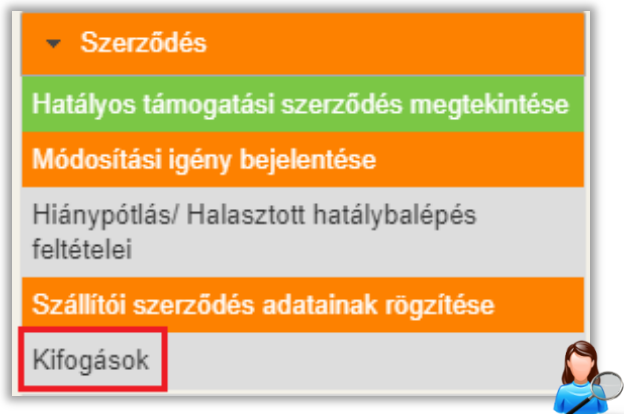 Szerződés
Hatályos támogatási szerződés megtekintése
Módosítási igény bejelentése
Hiánypótlás/ Halasztott hatálybalépés
feltételei
Szállítói szerződés adatainak rögzítése
Kifogások